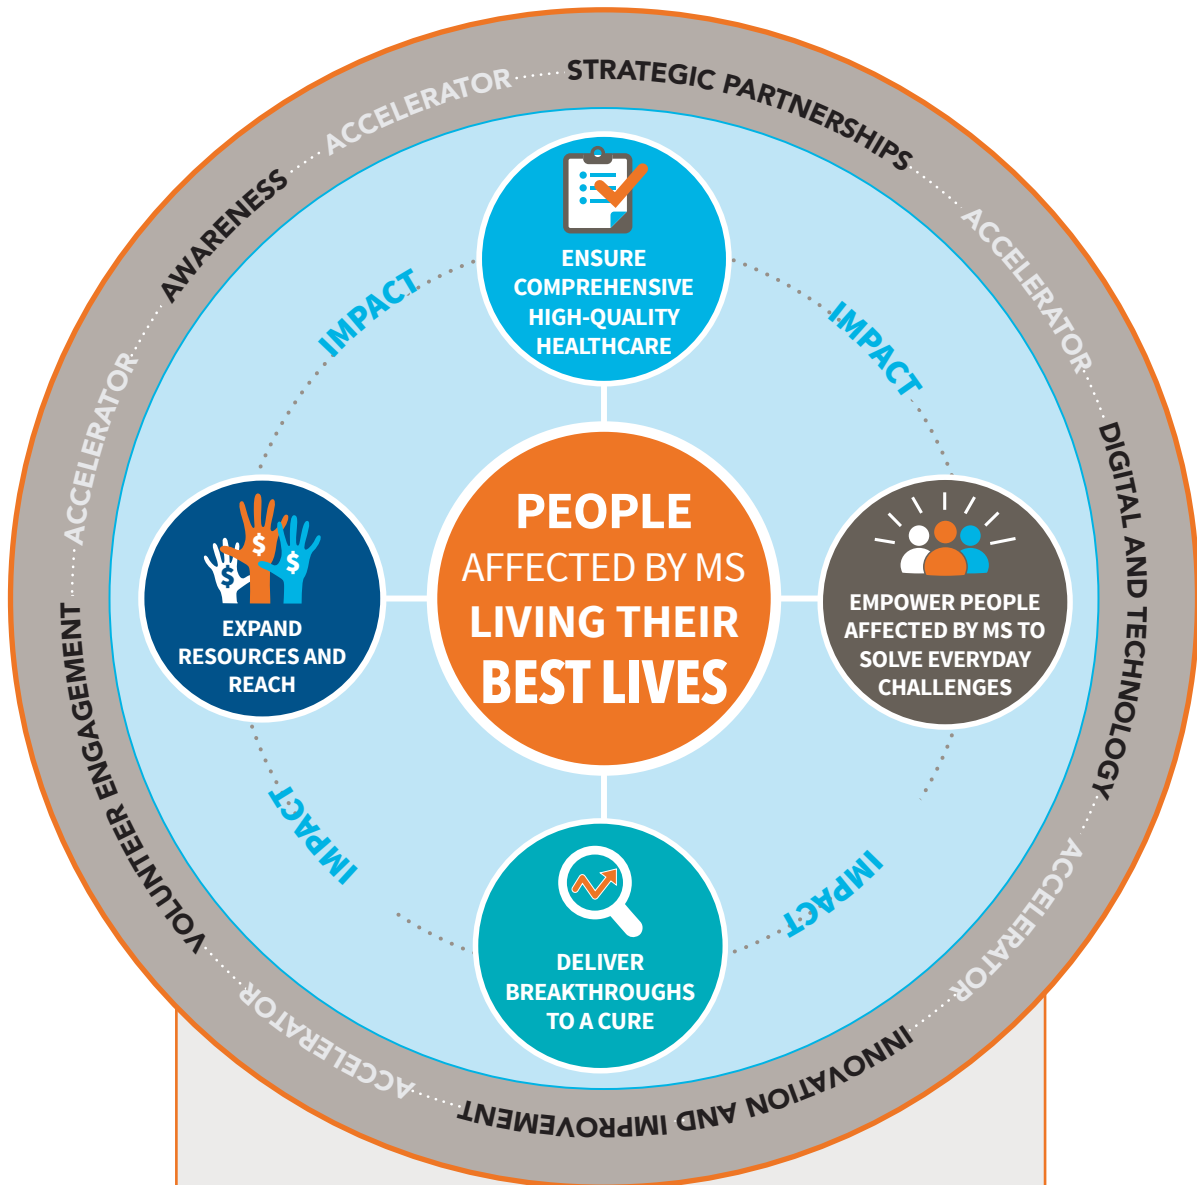 STRATEGIC PARTNERSHIPS
ACCELERATOR
DIGITAL AND TECHNOLOGY
ACCELERATOR
INNOVATION AND IMPROVEMENT
ACCELERATOR
VOLUNTEER ENGAGEMENT
ACCELERATOR
AWARENESS
ACCELERATOR
ENSURE
COMPREHENSIVE
HIGH-QUALITY
HEALTHCARE
IMPACT
EMPOWER PEOPLE
AFFECTED BY MS TO
SOLVE EVERYDAY
CHALLENGES
IMPACT
DELIVER
BREAKTHROUGHS
TO A CURE
IMPACT
EXPAND
RESOURCES AND
REACH
IMPACT
PEOPLE
AFFECTED BY MS
LIVING THEIR
BEST LIVES
$
$
$